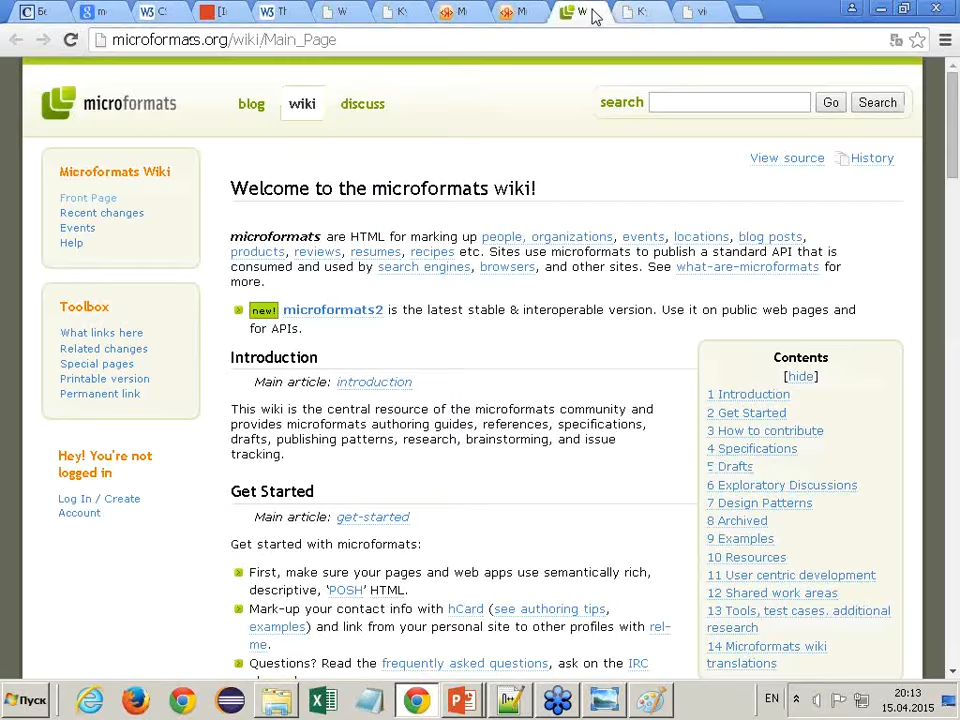 Бе
m
W3 C
[I
W3 Th
W
Ку
М
М
W
К
vi
microformats.org/wiki/Main_Page
microformats
blog wiki discuss
search Go Search
View source History
Microformats Wiki
Front Page
Recent changes
Events
Help
Toolbox
What links here
Related changes
Special pages
Printable version
Permanent link
Hey! You're not
logged in
Log In / Create
Account
Welcome to the microformats wiki!
microformats are HTML for marking up people, organizations, events, locations, blog posts,
products, reviews, resumes, recipes etc. Sites use microformats to publish a standard API that is
consumed and used by search engines, browsers, and other sites. See what-are-microformats for
more.
new! microformats2 is the latest stable & interoperable version. Use it on public web pages and
for APIs.
Introduction
Main article: introduction
This wiki is the central resource of the microformats community and
provides microformats authoring guides, references, specifications,
drafts, publishing patterns, research, brainstorming, and issue
tracking.
Get Started
Main article: get-started
Get started with microformats:
First, make sure your pages and web apps use semantically rich,
descriptive, 'POSH' HTML.
Mark-up your contact info with hCard (see authoring tips,
examples) and link from your personal site to other profiles with rel-
me.
Questions? Read the frequently asked questions, ask on the IRC
Contents
[hide]
1 Introduction
2 Get Started
3 How to contribute
4 Specifications
5 Drafts
6 Exploratory Discussions
7 Design Patterns
8 Archived
9 Examples
10 Resources
11 User centric development
12 Shared work areas
13 Tools, test cases. additional
research
14 Microformats wiki
translations
Пуск
EN
20:13
15.04.2015